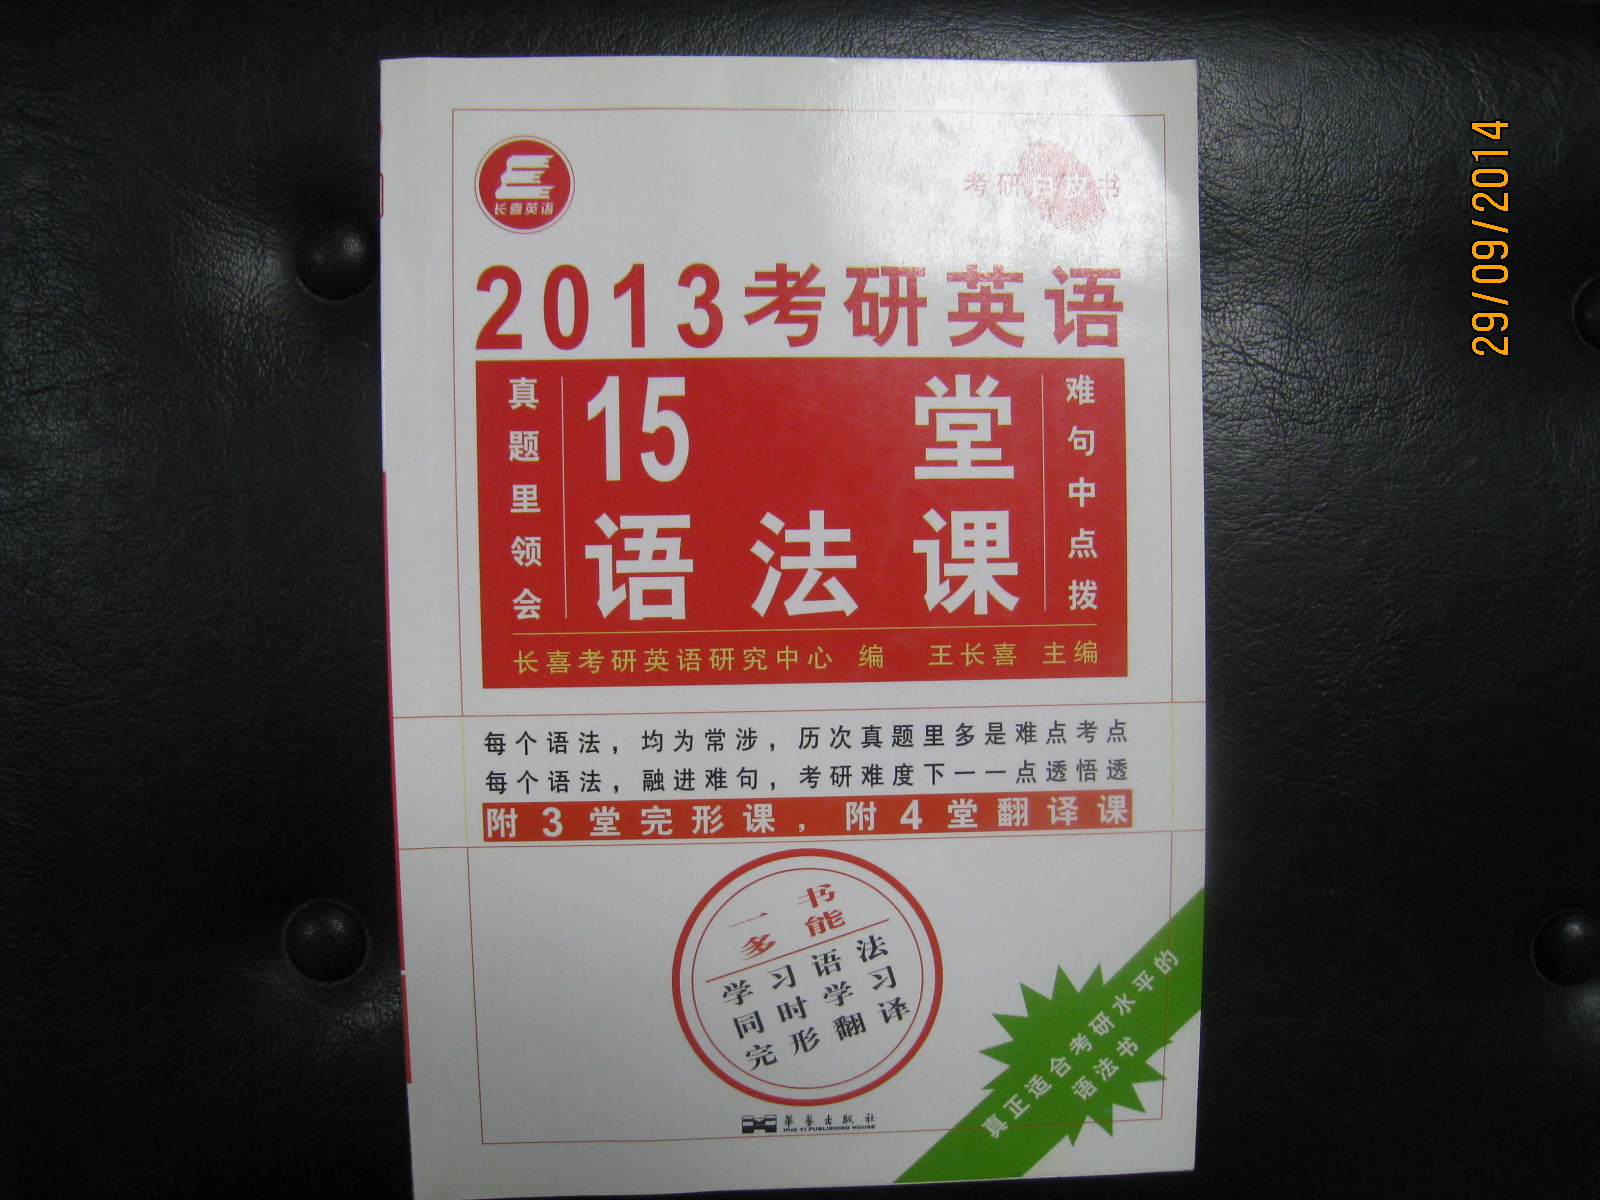 长喜英语
考研白皮书
2013考研英语
真题里领会
15堂
语法课
难句中点拨
长喜考研英语研究中心 编 王长喜 主编
每个语法，均为常涉，历次真题里多是难点考点
每个语法，融进难句，考研难度下一一点透悟透
附3堂完形课，附4堂翻译课
一书
多能
学习语法
同时学习
完形翻译
真正适合考研水平的
语法书
华艺出版社
HUA YI PUBLISHING HOUSE
29/09/2014